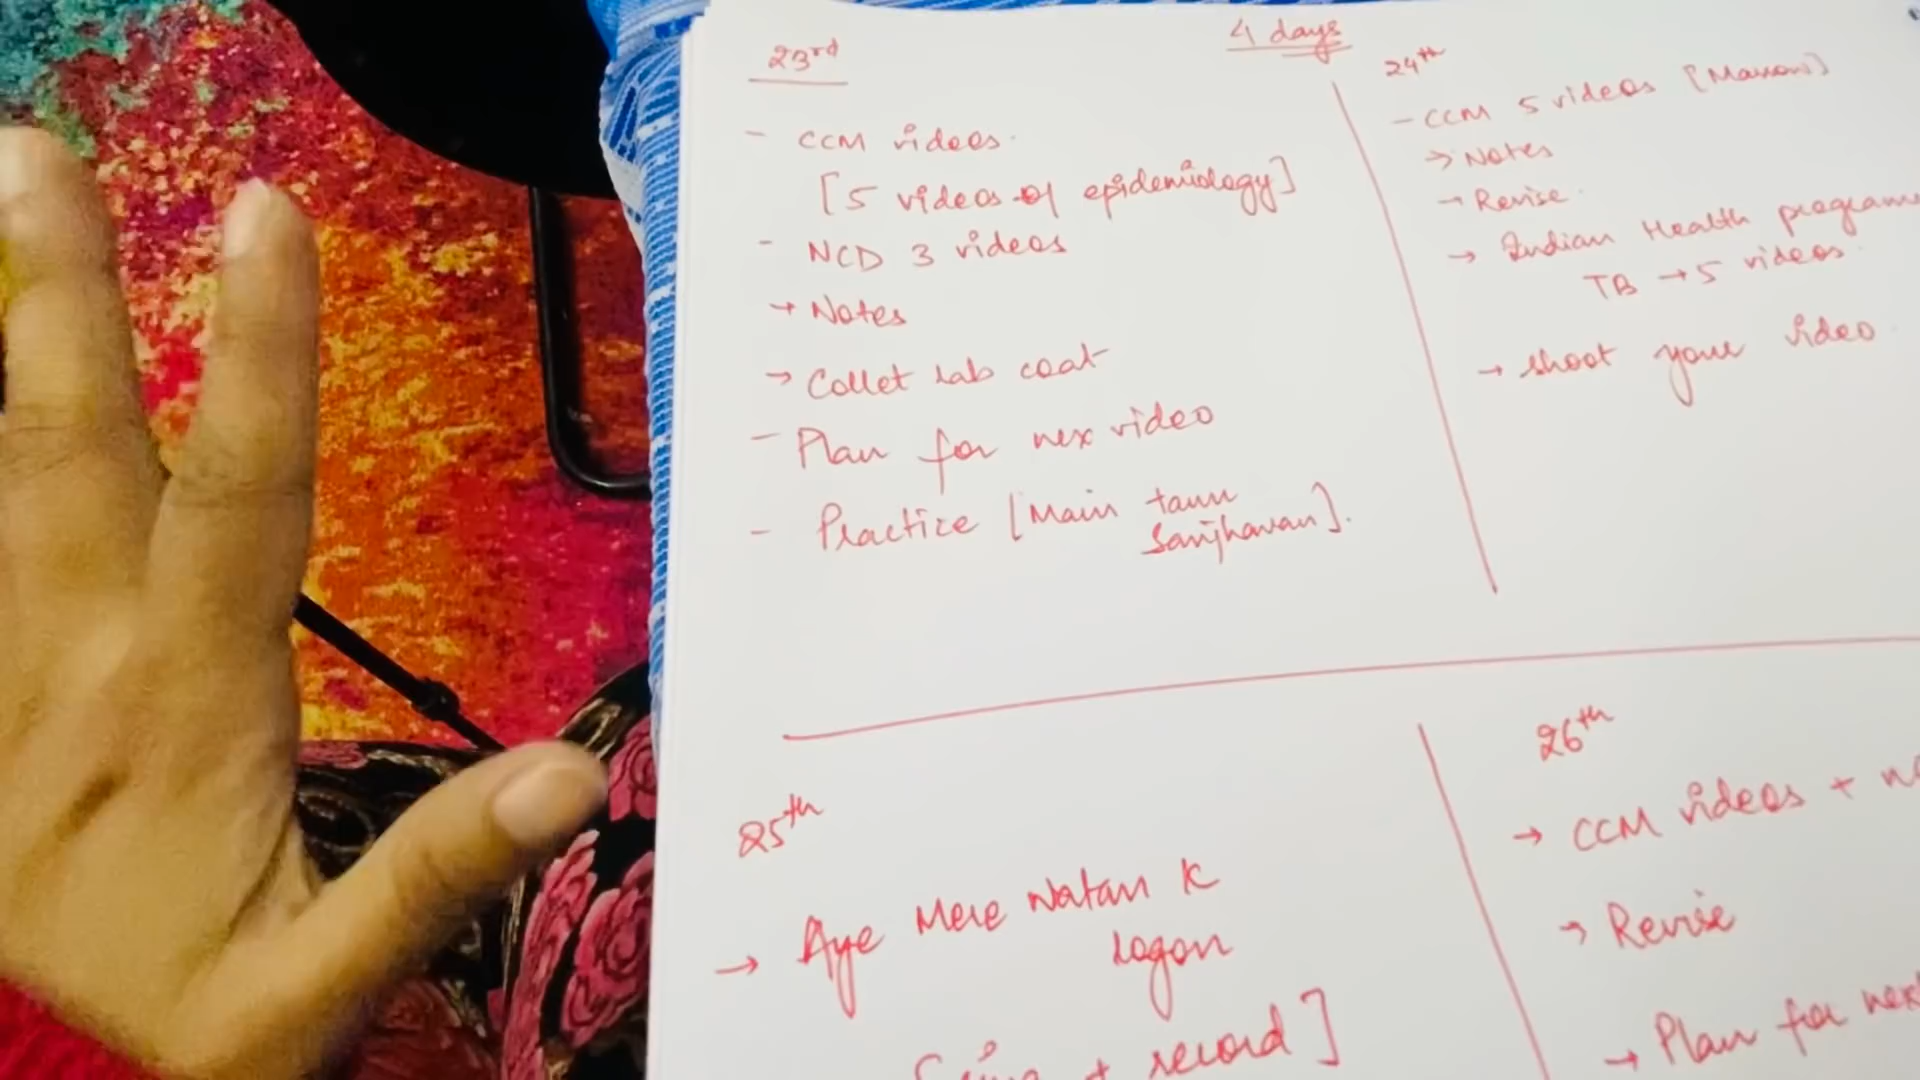 4 days
23rd
- CCM videos.
[5 videos of epidemiology]
- NCD 3 videos
→ Notes
→ Collet lab coat
- Plan for nex video
- Practice [Main tann
Sanjhavan].
24th
- CCM 5 videos [Marrow]
→ Notes
→ Revise.
→ Indian Health programe
TB → 5 videos.
→ shoot your video
25th
→ Aye Mere Watan K
Logon
+ record]
26th
→ CCM videos +
→ Revise
→ Plan for nex